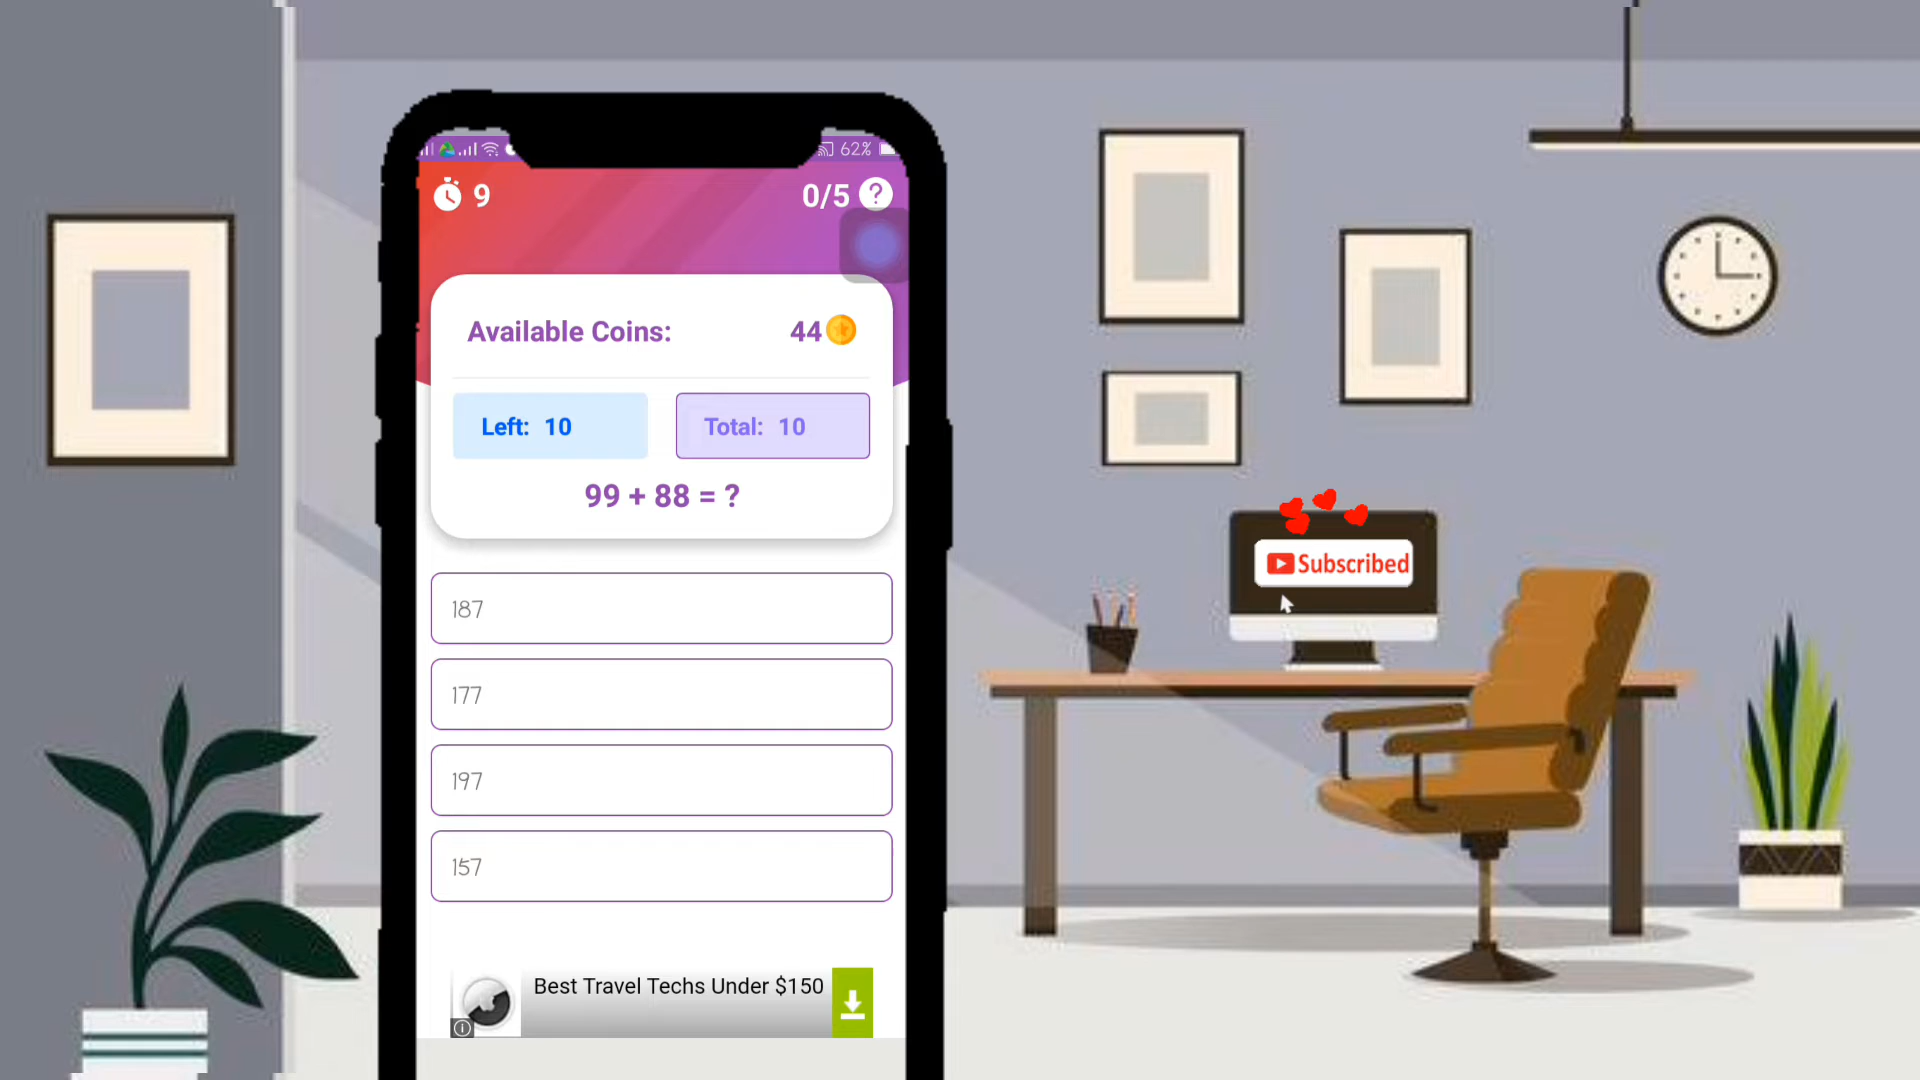 62%
9
0/5 ?
Available Coins: 44
Left: 10
Total: 10
99 + 88 = ?
187
177
197
157
Best Travel Techs Under $150
Subscribed